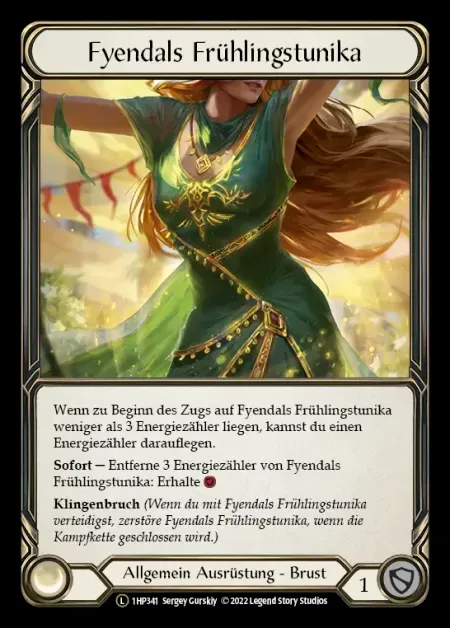 Fyendals Frühlingstunika
Wenn zu Beginn des Zugs auf Fyendals Frühlingstunika
weniger als 3 Energiezähler liegen, kannst du einen
Energiezähler darauflegen.
Sofort — Entferne 3 Energiezähler von Fyendals
Frühlingstunika: Erhalte
Klingenbruch (Wenn du mit Fyendals Frühlingstunika
verteidigst, zerstöre Fyendals Frühlingstunika, wenn die
Kampfkette geschlossen wird.)
Allgemein Ausrüstung - Brust
1
L 1HP341 Sergey Gurskiy © 2022 Legend Story Studios